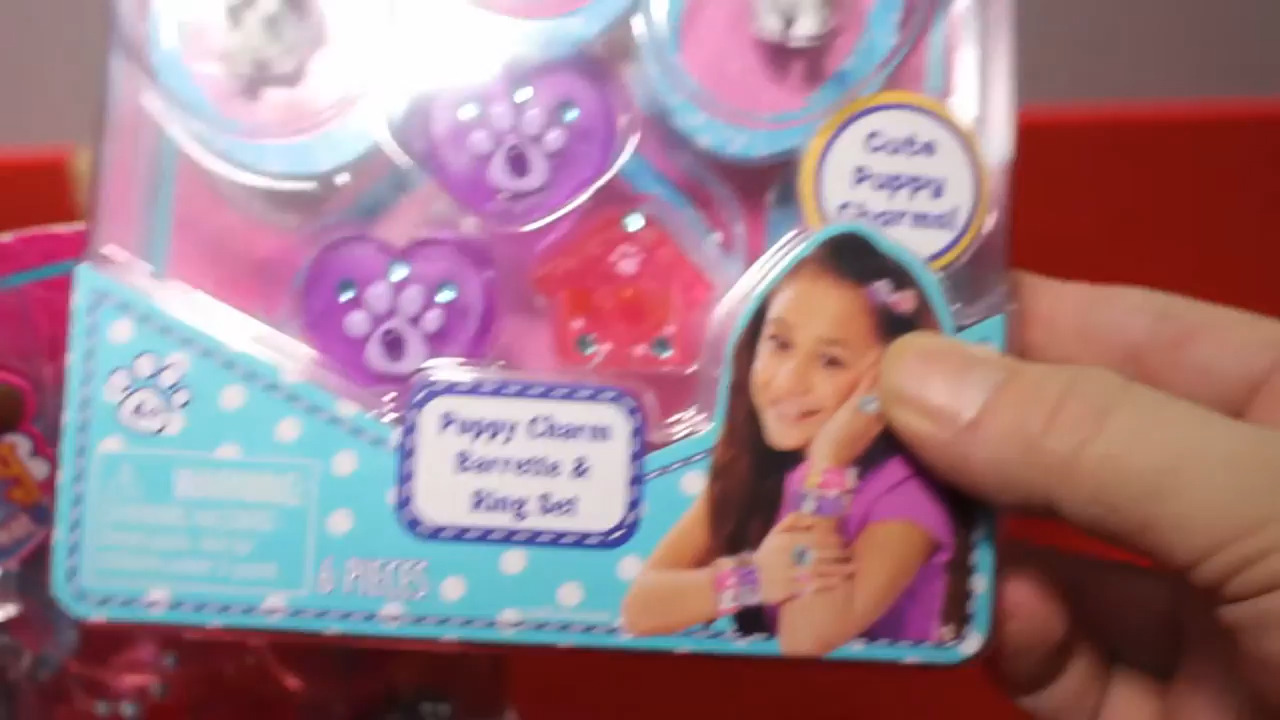 Cute
Puppy
Charms!
Puppy Charm
Barrette &
Ring Set
WARNING
6 PIECES